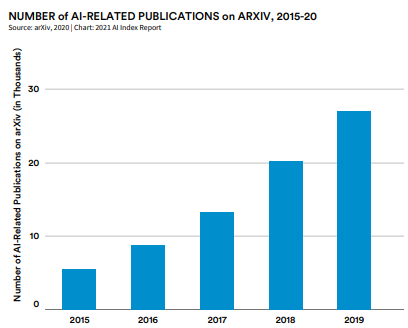 NUMBER of AI-RELATED PUBLICATIONS on ARXIV, 2015-20
Source: arXiv, 2020 | Chart: 2021 AI Index Report
Number of AI-Related Publications on arXiv (in Thousands)
30
20
10
0
2015 2016 2017 2018 2019